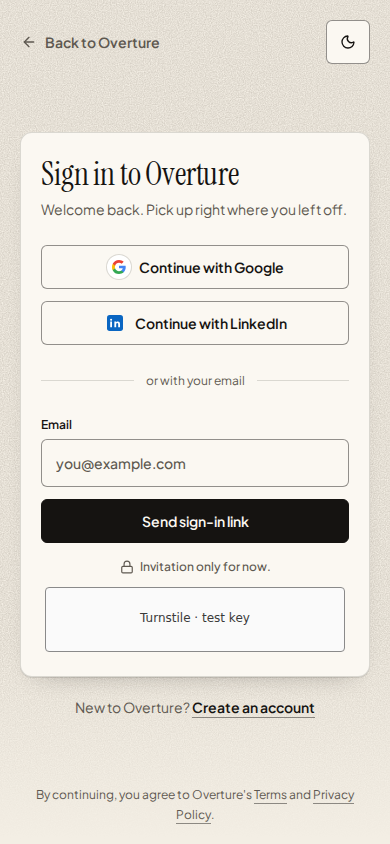 Back to Overture
Sign in to Overture
Welcome back. Pick up right where you left off.
Continue with Google
Continue with LinkedIn
or with your email
Email
you@example.com
Send sign-in link
Invitation only for now.
Turnstile · test key
New to Overture? Create an account
By continuing, you agree to Overture's Terms and Privacy
Policy.